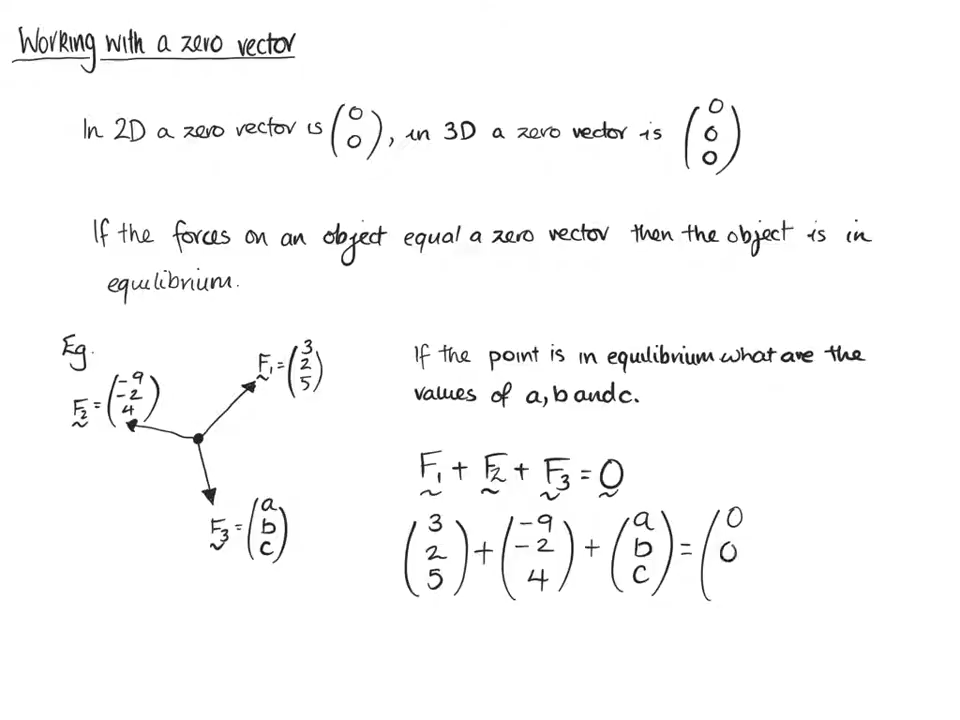 Working with a zero vector
In 2D a zero vector is (0 0), in 3D a zero vector is (0 0 0)
If the forces on an object equal a zero vector then the object is in
equilibrium.
Eg.
F₁ = (3 2 5)
F₂ = (-9 -2 4)
F₃ = (a b c)
If the point is in equilibrium what are the
values of a, b and c.
F₁ + F₂ + F₃ = 0
(3 2 5) + (-9 -2 4) + (a b c) = (0 0